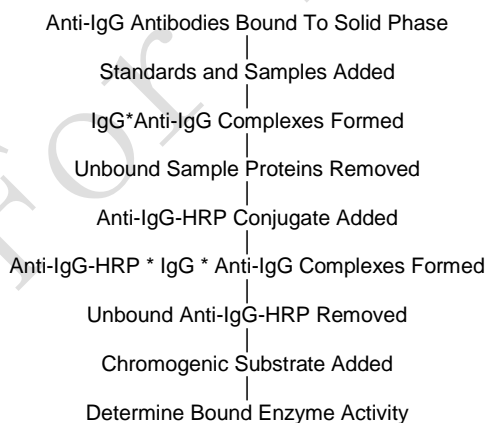 Anti-IgG Antibodies Bound To Solid Phase
Standards and Samples Added
IgG*Anti-IgG Complexes Formed
Unbound Sample Proteins Removed
Anti-IgG-HRP Conjugate Added
Anti-IgG-HRP * IgG * Anti-IgG Complexes Formed
Unbound Anti-IgG-HRP Removed
Chromogenic Substrate Added
Determine Bound Enzyme Activity
For